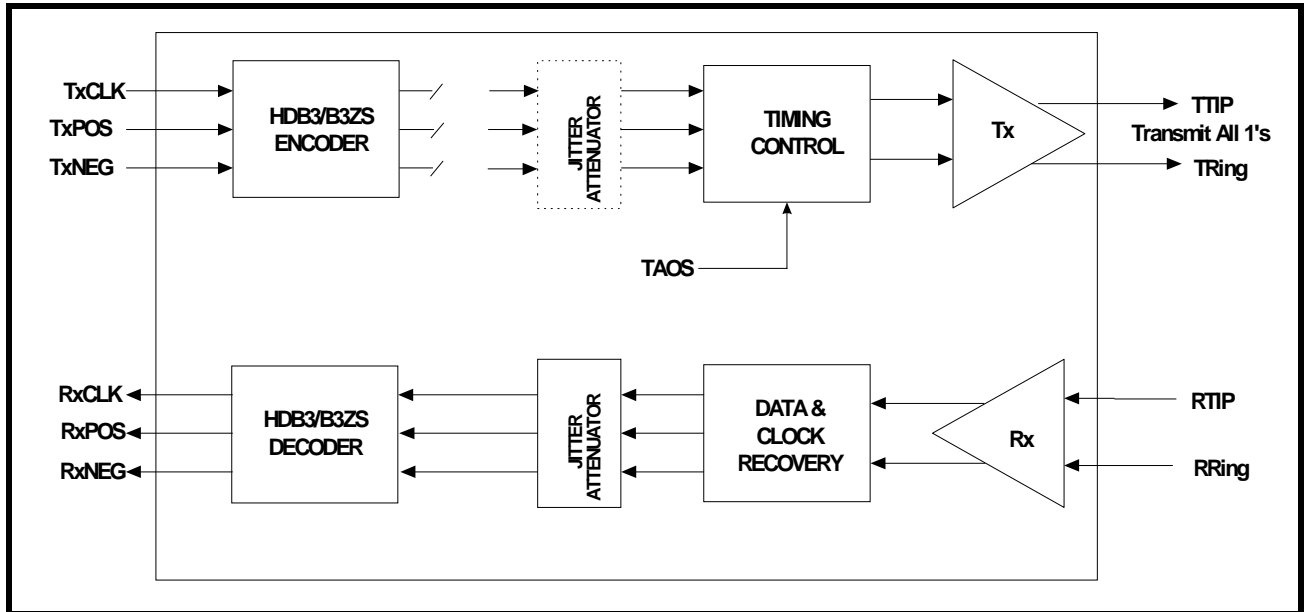 TxCLK
TxPOS
TxNEG
HDB3/B3ZS
ENCODER
JITTER
ATTENUATOR
TIMING
CONTROL
Tx
TTIP
Transmit All 1's
TRing
TAOS
RxCLK
RxPOS
RxNEG
HDB3/B3ZS
DECODER
JITTER
ATTENUATOR
DATA &
CLOCK
RECOVERY
Rx
RTIP
RRing